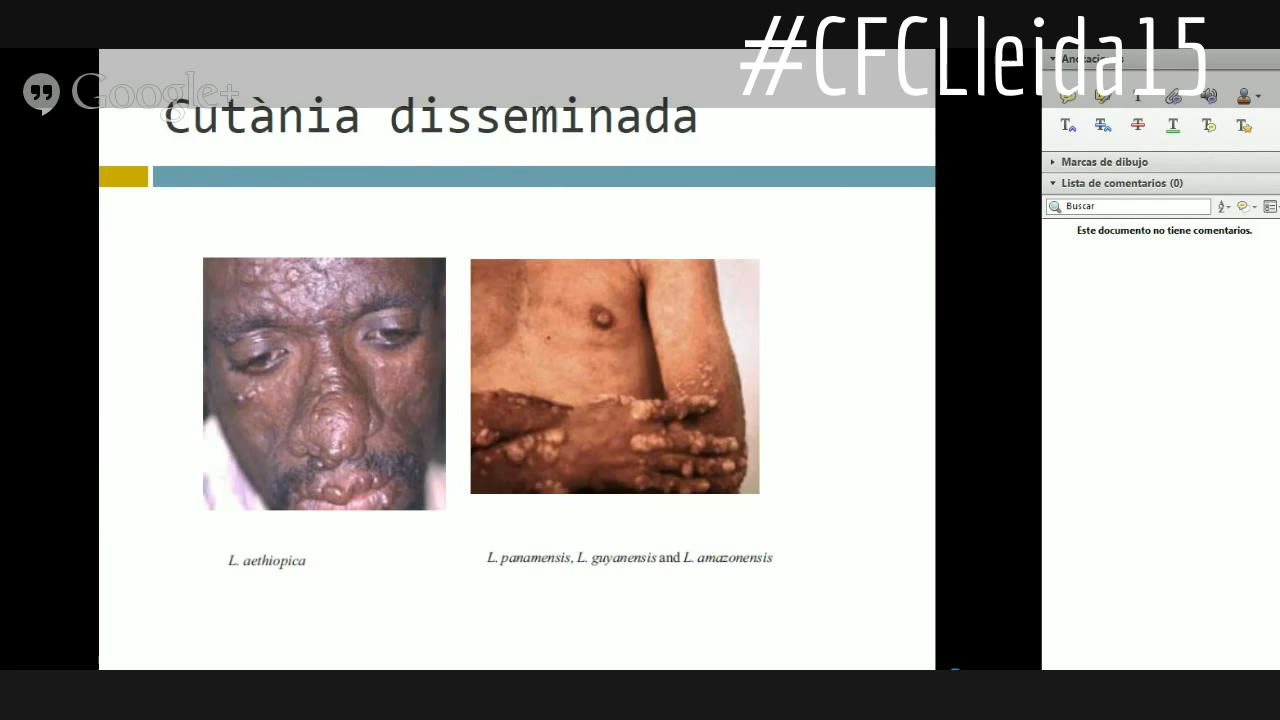 #CFCLleida15
Google+
Cutània disseminada
L. aethiopica
L. panamensis, L. guyanensis and L. amazonensis
Anotaciones
Marcas de dibujo
Lista de comentarios (0)
Buscar
Este documento no tiene comentarios.